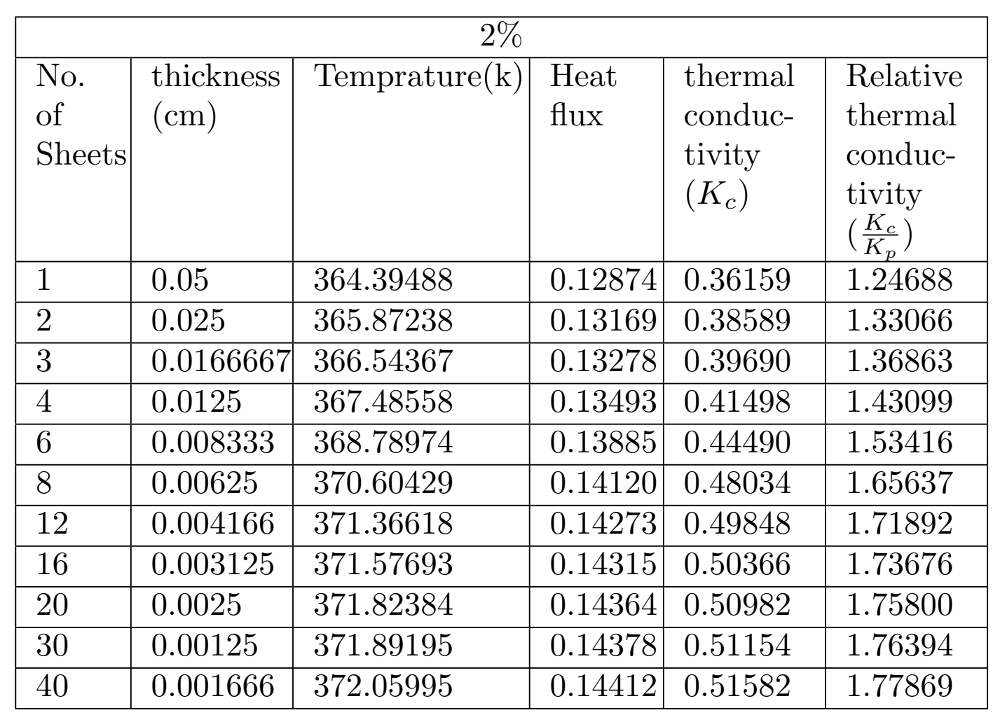 2%
No. of Sheets thickness (cm) Temprature(k) Heat flux thermal conduc-tivity (K_c) Relative thermal conduc-tivity (K_c/K_p)
1 0.05 364.39488 0.12874 0.36159 1.24688
2 0.025 365.87238 0.13169 0.38589 1.33066
3 0.0166667 366.54367 0.13278 0.39690 1.36863
4 0.0125 367.48558 0.13493 0.41498 1.43099
6 0.008333 368.78974 0.13885 0.44490 1.53416
8 0.00625 370.60429 0.14120 0.48034 1.65637
12 0.004166 371.36618 0.14273 0.49848 1.71892
16 0.003125 371.57693 0.14315 0.50366 1.73676
20 0.0025 371.82384 0.14364 0.50982 1.75800
30 0.00125 371.89195 0.14378 0.51154 1.76394
40 0.001666 372.05995 0.14412 0.51582 1.77869